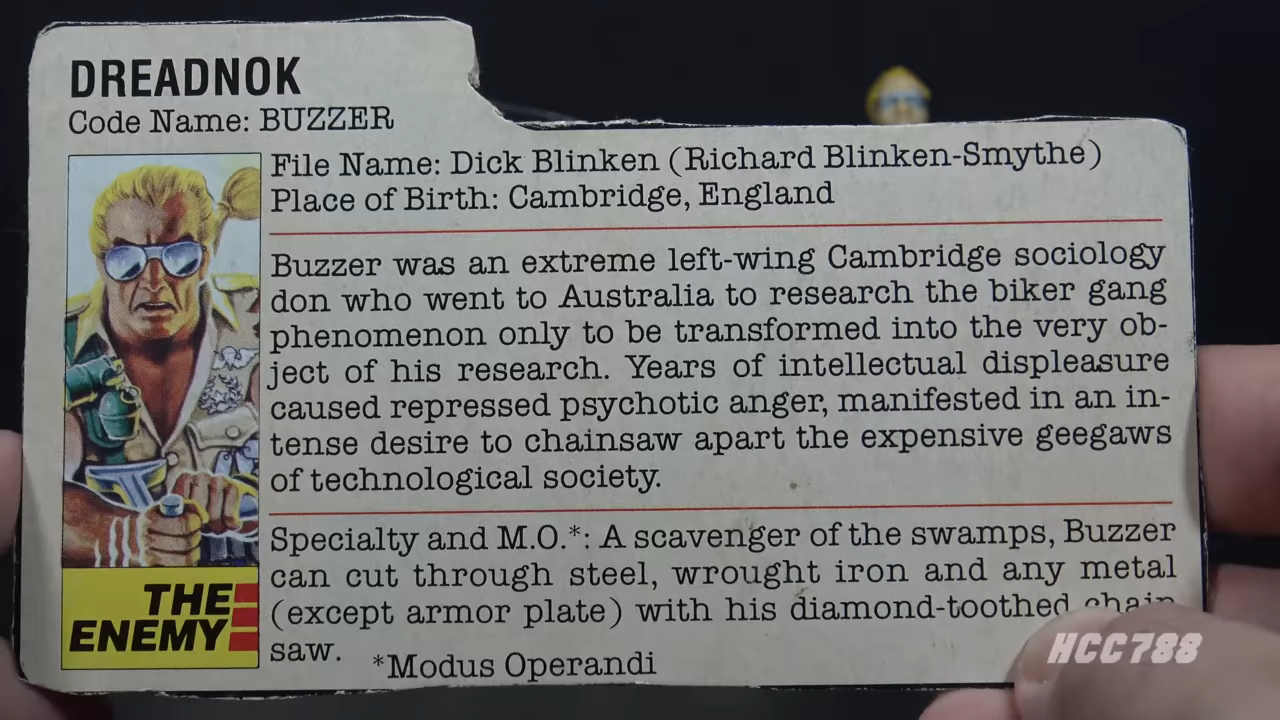 DREADNOK
Code Name: BUZZER
File Name: Dick Blinken (Richard Blinken-Smythe)
Place of Birth: Cambridge, England
Buzzer was an extreme left-wing Cambridge sociology
don who went to Australia to research the biker gang
phenomenon only to be transformed into the very ob-
ject of his research. Years of intellectual displeasure
caused repressed psychotic anger, manifested in an in-
tense desire to chainsaw apart the expensive geegaws
of technological society.
Specialty and M.O.*: A scavenger of the swamps, Buzzer
can cut through steel, wrought iron and any metal
(except armor plate) with his diamond-toothed chain
saw.
*Modus Operandi
THE
ENEMY
HCC788